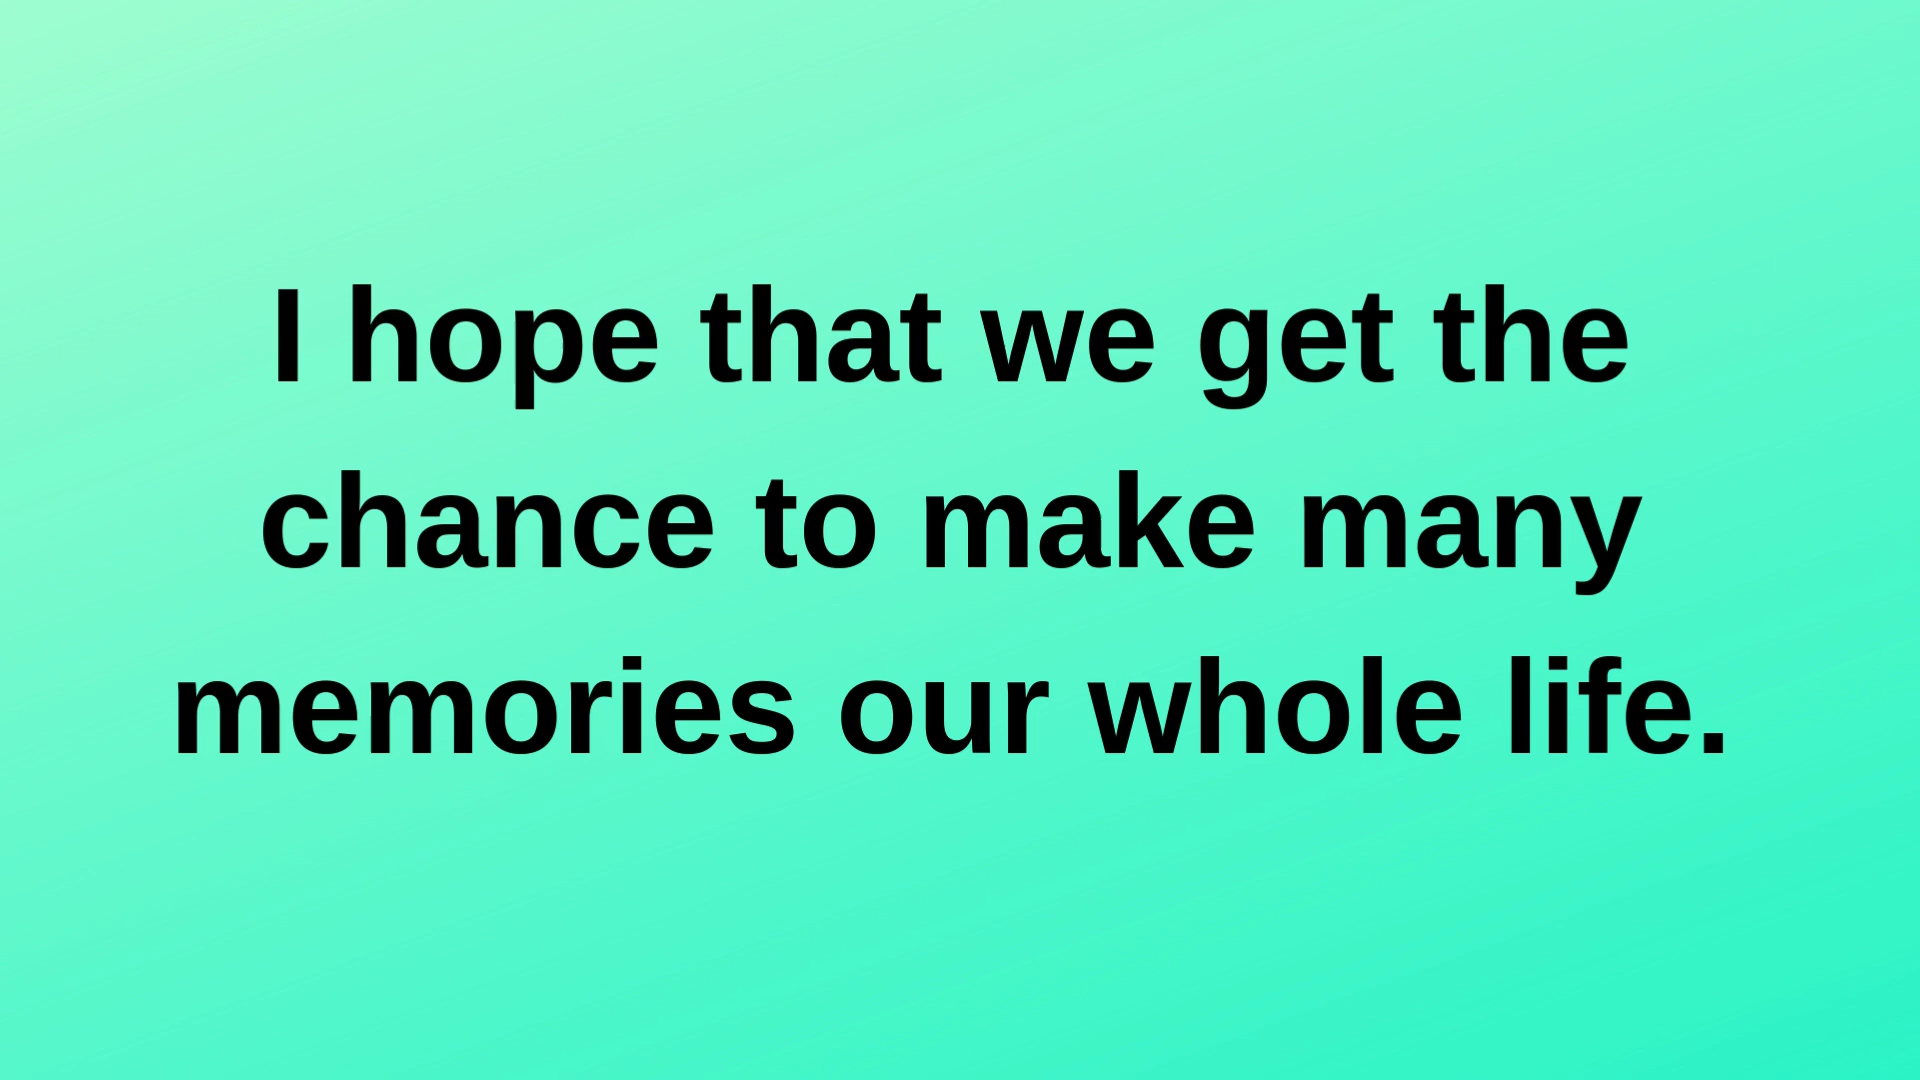 I hope that we get the
chance to make many
memories our whole life.